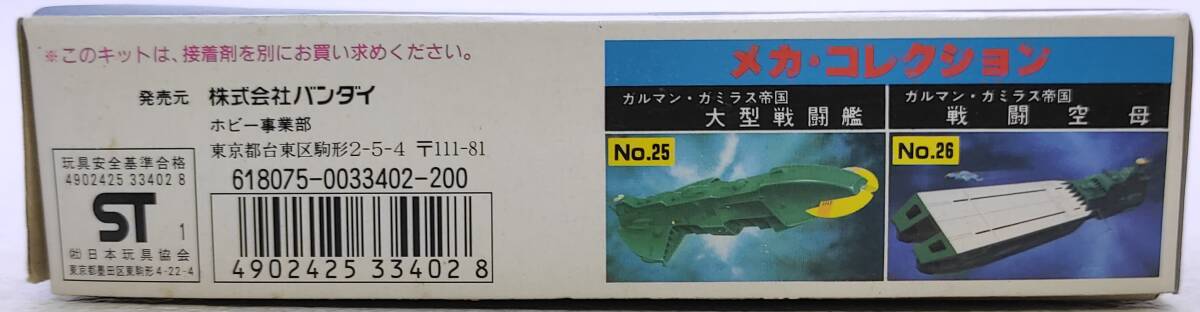 ※このキットは、接着剤を別にお買い求めください。
発売元 株式会社バンダイ
ホビー事業部
東京都台東区駒形2-5-4 〒111-81
玩具安全基準合格
4902425 33402 8
ST 1
㈳日本玩具協会
東京都墨田区東駒形4-22-4
618075-0033402-200
4902425 334028
メカ・コレクション
ガルマン・ガミラス帝国
大型戦闘艦
No.25
ガルマン・ガミラス帝国
戦闘空母
No.26